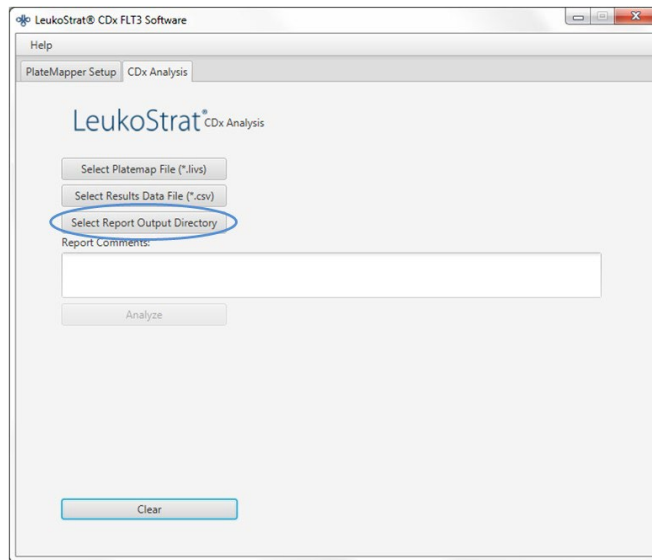 LeukoStrat® CDx FLT3 Software
Help
PlateMapper Setup CDx Analysis
LeukoStrat® CDx Analysis
Select Platemap File (*.livs)
Select Results Data File (*.csv)
Select Report Output Directory
Report Comments:
Analyze
Clear